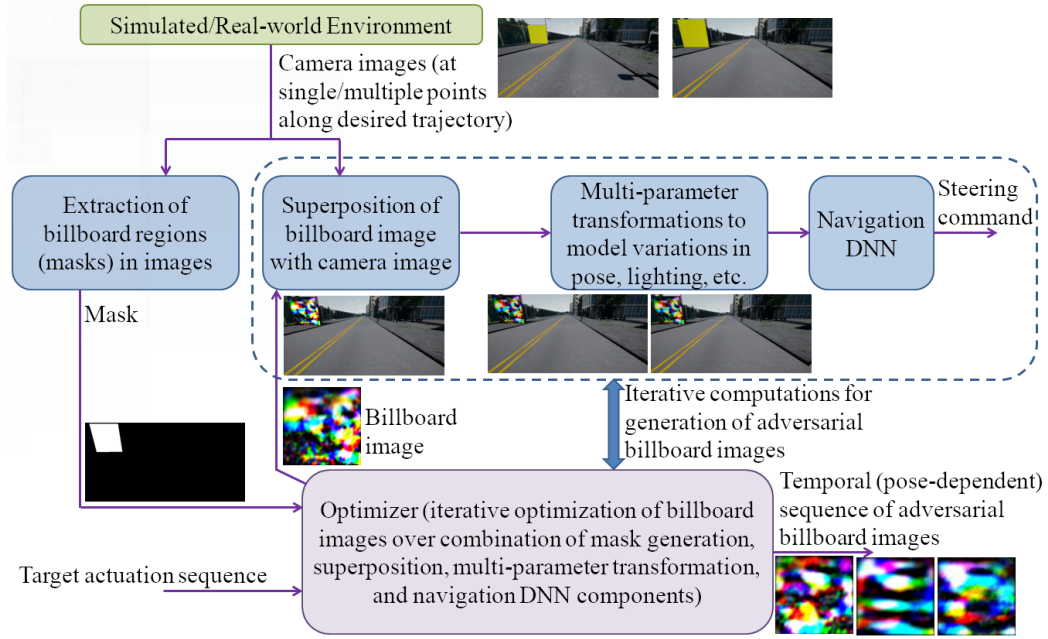 Simulated/Real-world Environment
Camera images (at
single/multiple points
along desired trajectory)
Extraction of
billboard regions
(masks) in images
Superposition of
billboard image
with camera image
Multi-parameter
transformations to
model variations in
pose, lighting, etc.
Navigation
DNN
Steering
command
Mask
Billboard
image
Iterative computations for
generation of adversarial
billboard images
Optimizer (iterative optimization of billboard
images over combination of mask generation,
superposition, multi-parameter transformation,
and navigation DNN components)
Target actuation sequence
Temporal (pose-dependent)
sequence of adversarial
billboard images